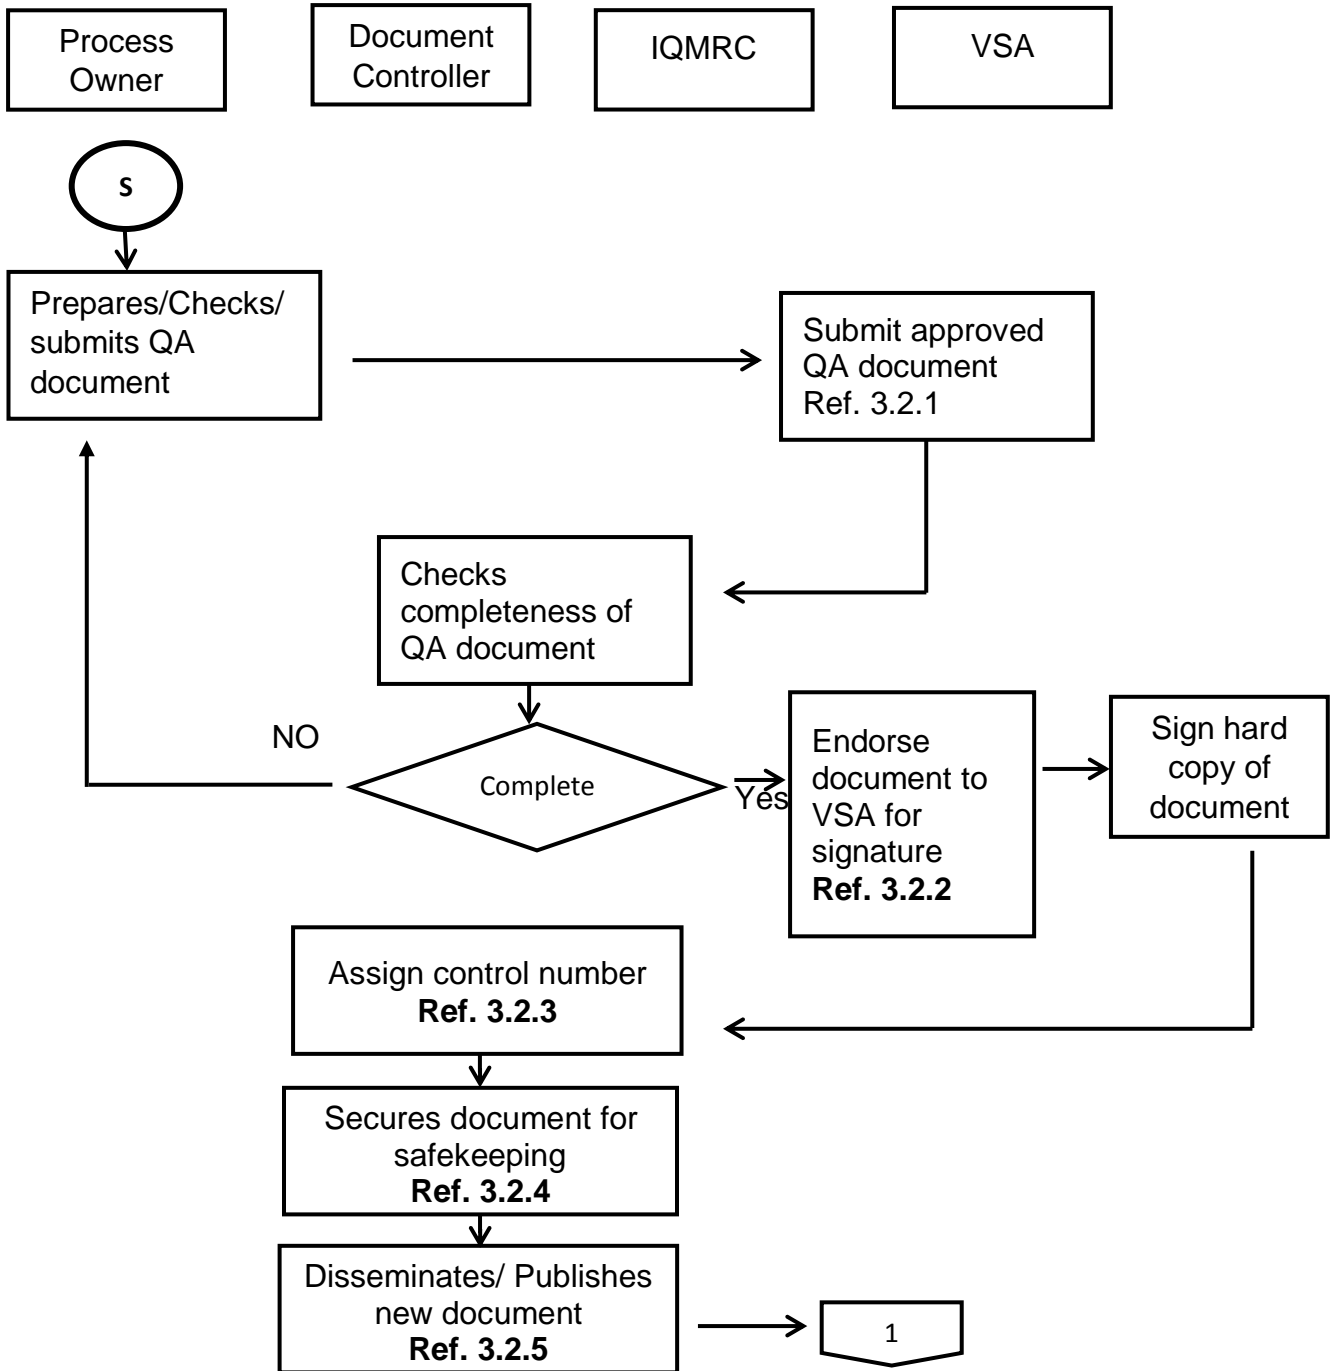 Process
Owner
Document
Controller
IQMRC
VSA
S
Prepares/Checks/
submits QA
document
Submit approved
QA document
Ref. 3.2.1
Checks
completeness of
QA document
NO
Complete
Yes
Endorse
document to
VSA for
signature
Ref. 3.2.2
Sign hard
copy of
document
Assign control number
Ref. 3.2.3
Secures document for
safekeeping
Ref. 3.2.4
Disseminates/ Publishes
new document
Ref. 3.2.5
1